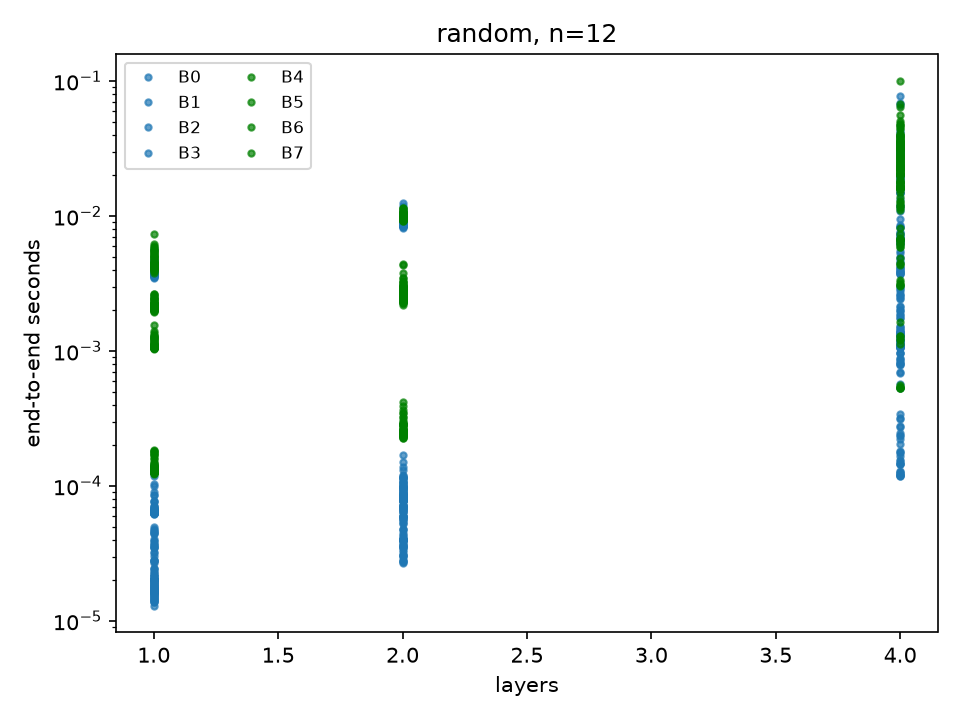 random, n=12
B0 B4
B1 B5
B2 B6
B3 B7
end-to-end seconds
10⁻¹
10⁻²
10⁻³
10⁻⁴
10⁻⁵
1.0 1.5 2.0 2.5 3.0 3.5 4.0
layers